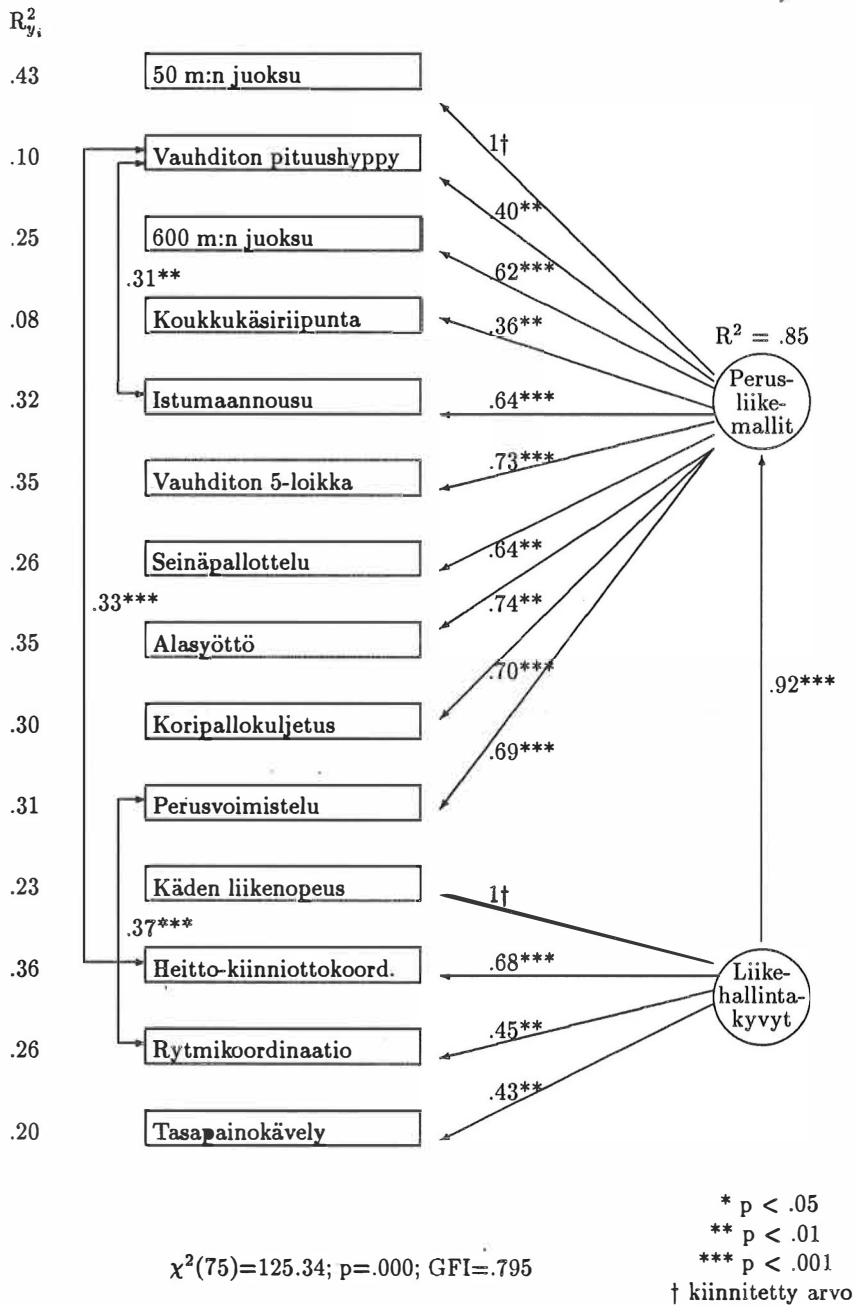 R²yᵢ
.43 50 m:n juoksu
1†
.10 Vauhditon pituushyppy
.40**
.25 600 m:n juoksu
.62***
.31**
.08 Koukkukäsiriipunta
.36**
R² = .85
.32 Istumaannousu
.64***
Perus-
liike-
mallit
.35 Vauhditon 5-loikka
.73***
.26 Seinäpallottelu
.64**
.33***
.74**
.35 Alasyöttö
.70***
.92***
.30 Koripallokuljetus
.69***
.31 Perusvoimistelu
.23 Käden liikenopeus
1†
.37***
.36 Heitto-kiinniottokoord.
.68***
Liike-
hallinta-
kyvyt
.26 Rytmikoordinaatio
.45**
.43**
.20 Tasapainokävely
* p < .05
** p < .01
*** p < .001
† kiinnitetty arvo
χ²(75)=125.34; p=.000; GFI=.795